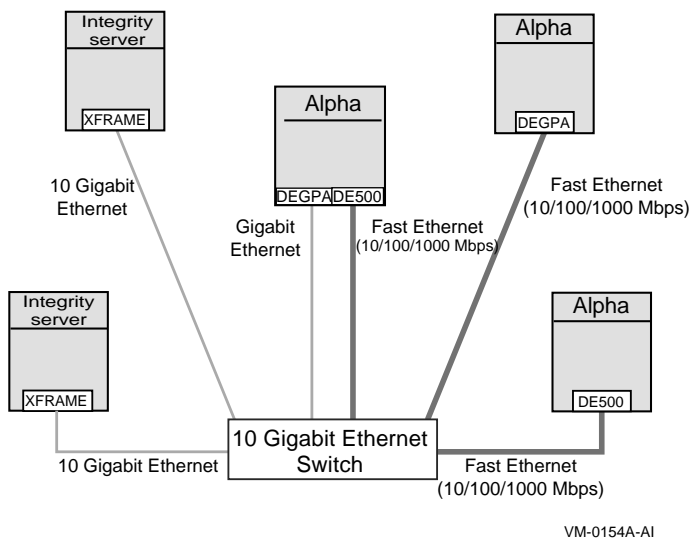 Integrity
server
XFRAME
Alpha
DEGPA
Alpha
DEGPA
DE500
10 Gigabit
Ethernet
Gigabit
Ethernet
Fast Ethernet
(10/100/1000 Mbps)
Fast Ethernet
(10/100/1000 Mbps)
Integrity
server
XFRAME
Alpha
DE500
10 Gigabit Ethernet
Switch
10 Gigabit Ethernet
Fast Ethernet
(10/100/1000 Mbps)
VM-0154A-AI